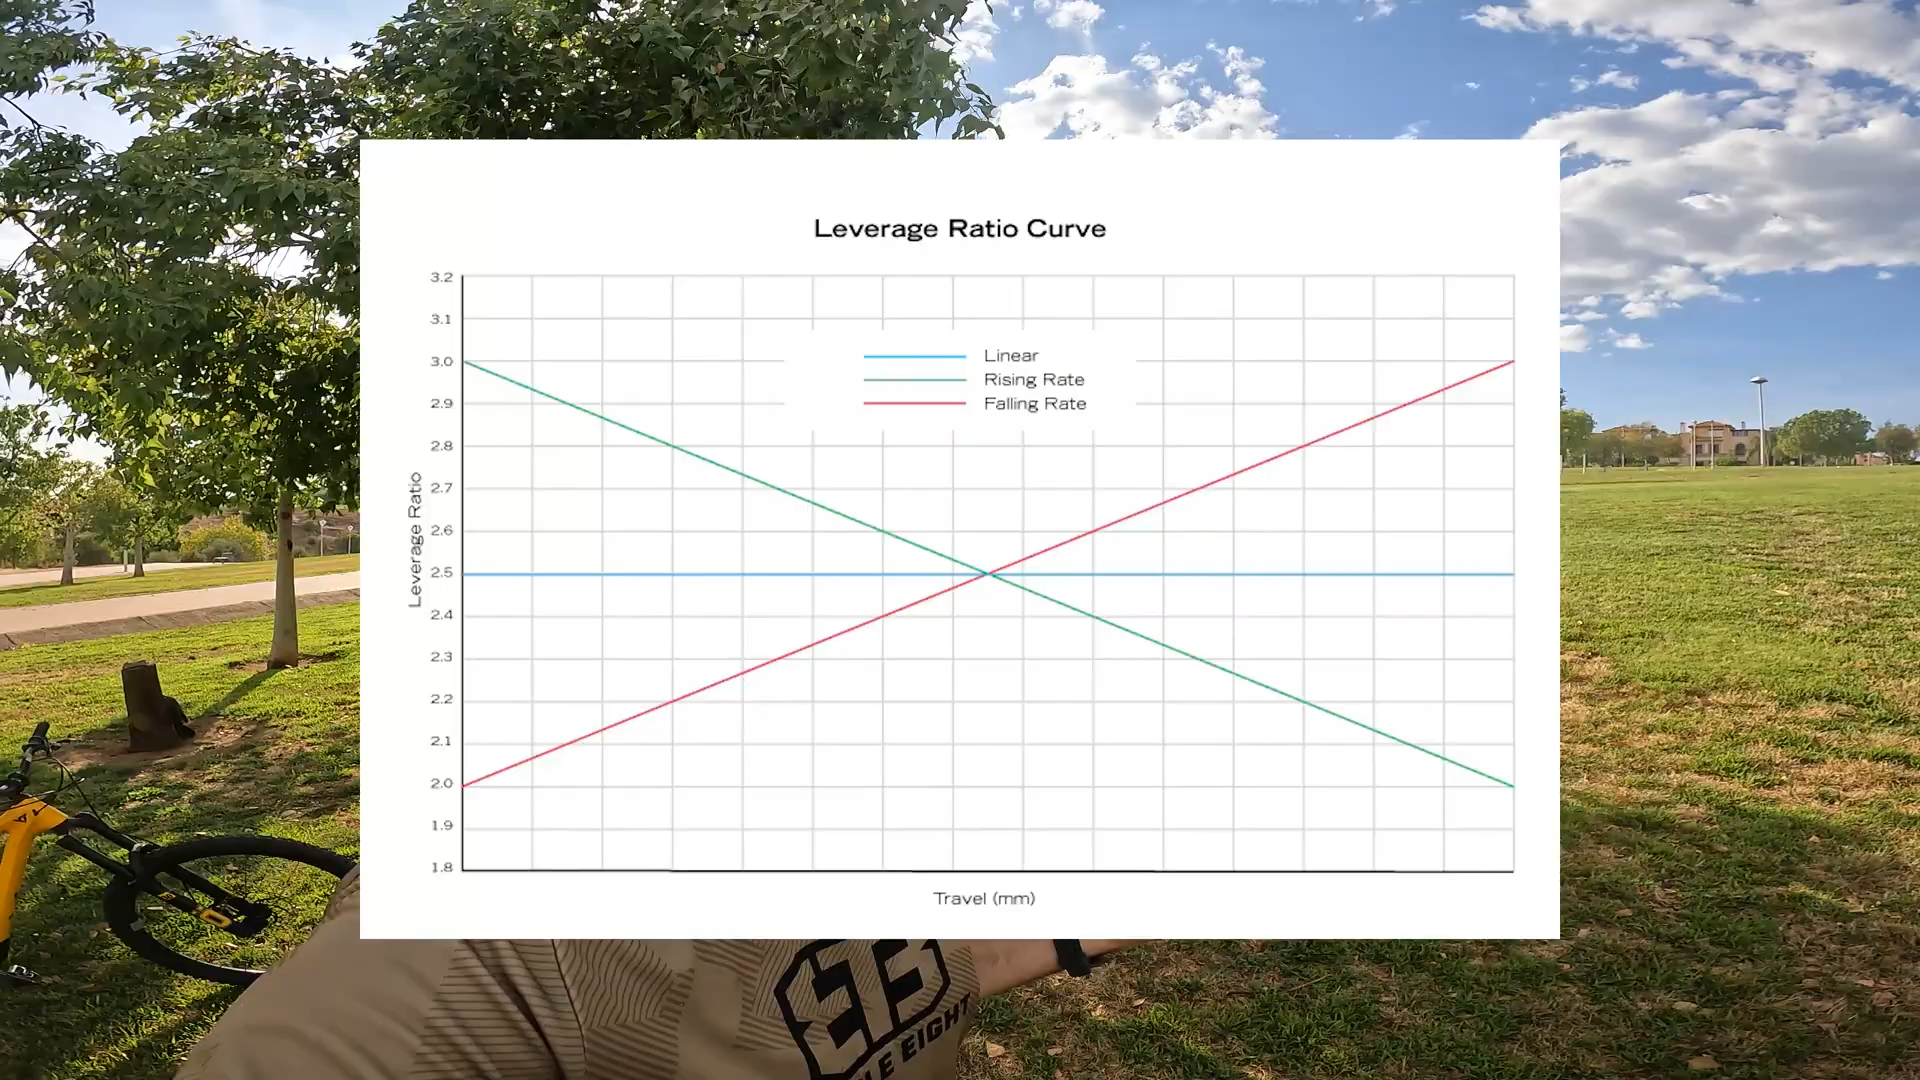 Leverage Ratio Curve
3.2
3.1
3.0
2.9
2.8
2.7
2.6
2.5
2.4
2.3
2.2
2.1
2.0
1.9
1.8
Leverage Ratio
Linear
Rising Rate
Falling Rate
Travel (mm)
LE EIGHT